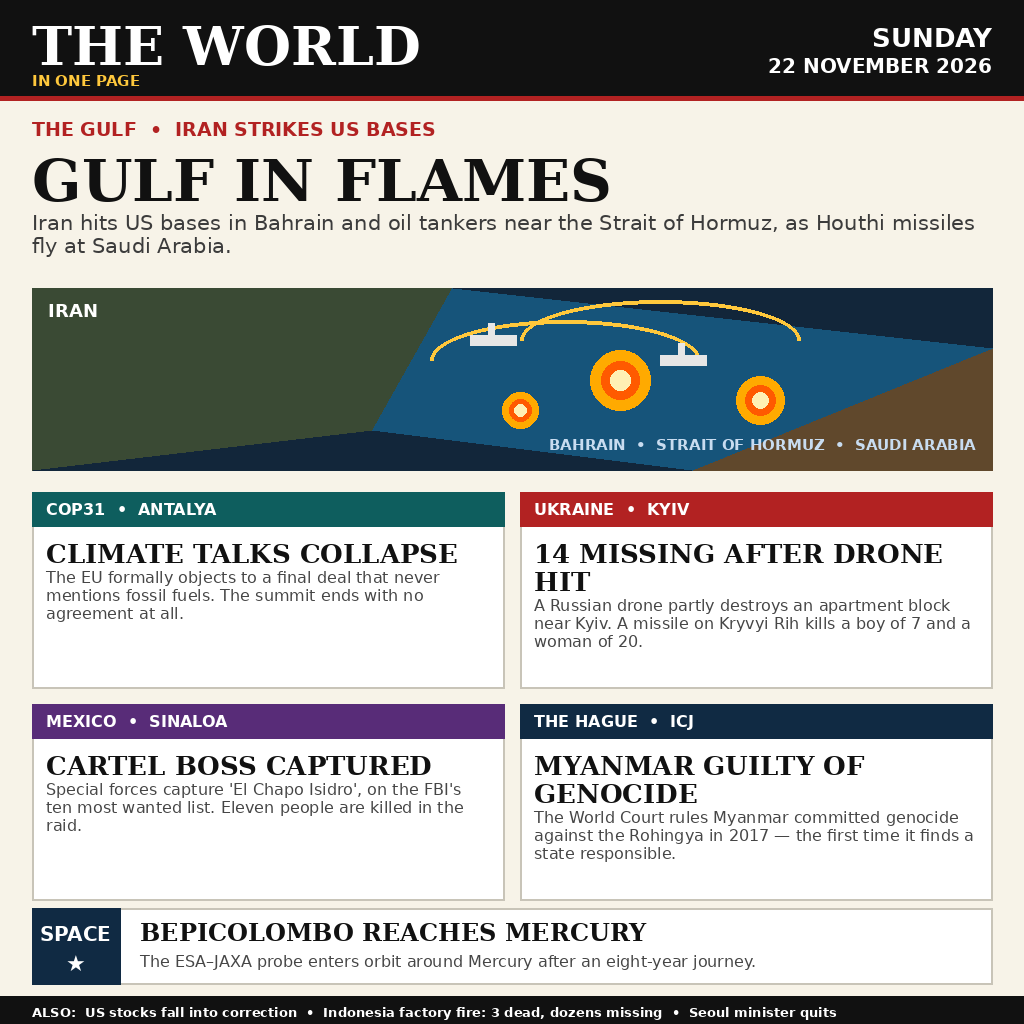 THE WORLD
IN ONE PAGE
SUNDAY
22 NOVEMBER 2026
THE GULF • IRAN STRIKES US BASES
GULF IN FLAMES
Iran hits US bases in Bahrain and oil tankers near the Strait of Hormuz, as Houthi missiles
fly at Saudi Arabia.
IRAN
BAHRAIN • STRAIT OF HORMUZ • SAUDI ARABIA
COP31 • ANTALYA
CLIMATE TALKS COLLAPSE
The EU formally objects to a final deal that never
mentions fossil fuels. The summit ends with no
agreement at all.
UKRAINE • KYIV
14 MISSING AFTER DRONE
HIT
A Russian drone partly destroys an apartment block
near Kyiv. A missile on Kryvyi Rih kills a boy of 7 and a
woman of 20.
MEXICO • SINALOA
CARTEL BOSS CAPTURED
Special forces capture 'El Chapo Isidro', on the FBI's
ten most wanted list. Eleven people are killed in the
raid.
THE HAGUE • ICJ
MYANMAR GUILTY OF
GENOCIDE
The World Court rules Myanmar committed genocide
against the Rohingya in 2017 — the first time it finds a
state responsible.
SPACE
★
BEPICOLOMBO REACHES MERCURY
The ESA–JAXA probe enters orbit around Mercury after an eight-year journey.
ALSO: US stocks fall into correction • Indonesia factory fire: 3 dead, dozens missing • Seoul minister quits